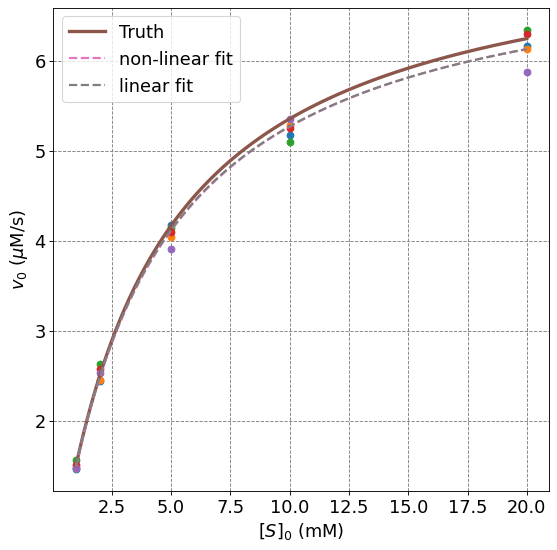 Truth
non-linear fit
linear fit
6
5
4
3
2
v₀ (μM/s)
2.5 5.0 7.5 10.0 12.5 15.0 17.5 20.0
[S]₀ (mM)